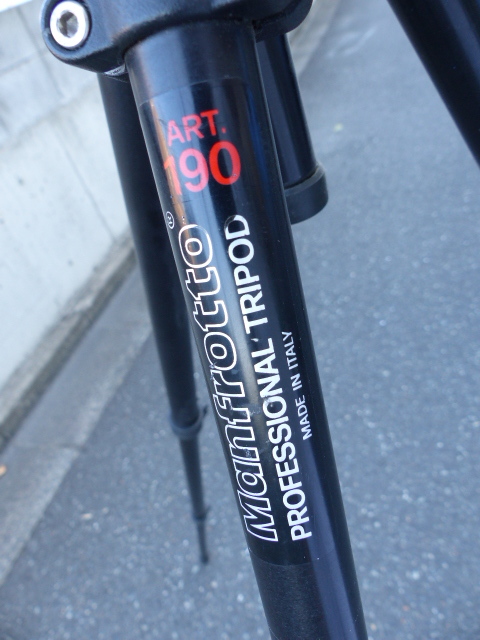 ART.
190
Manfrotto®
PROFESSIONAL TRIPOD
MADE IN ITALY